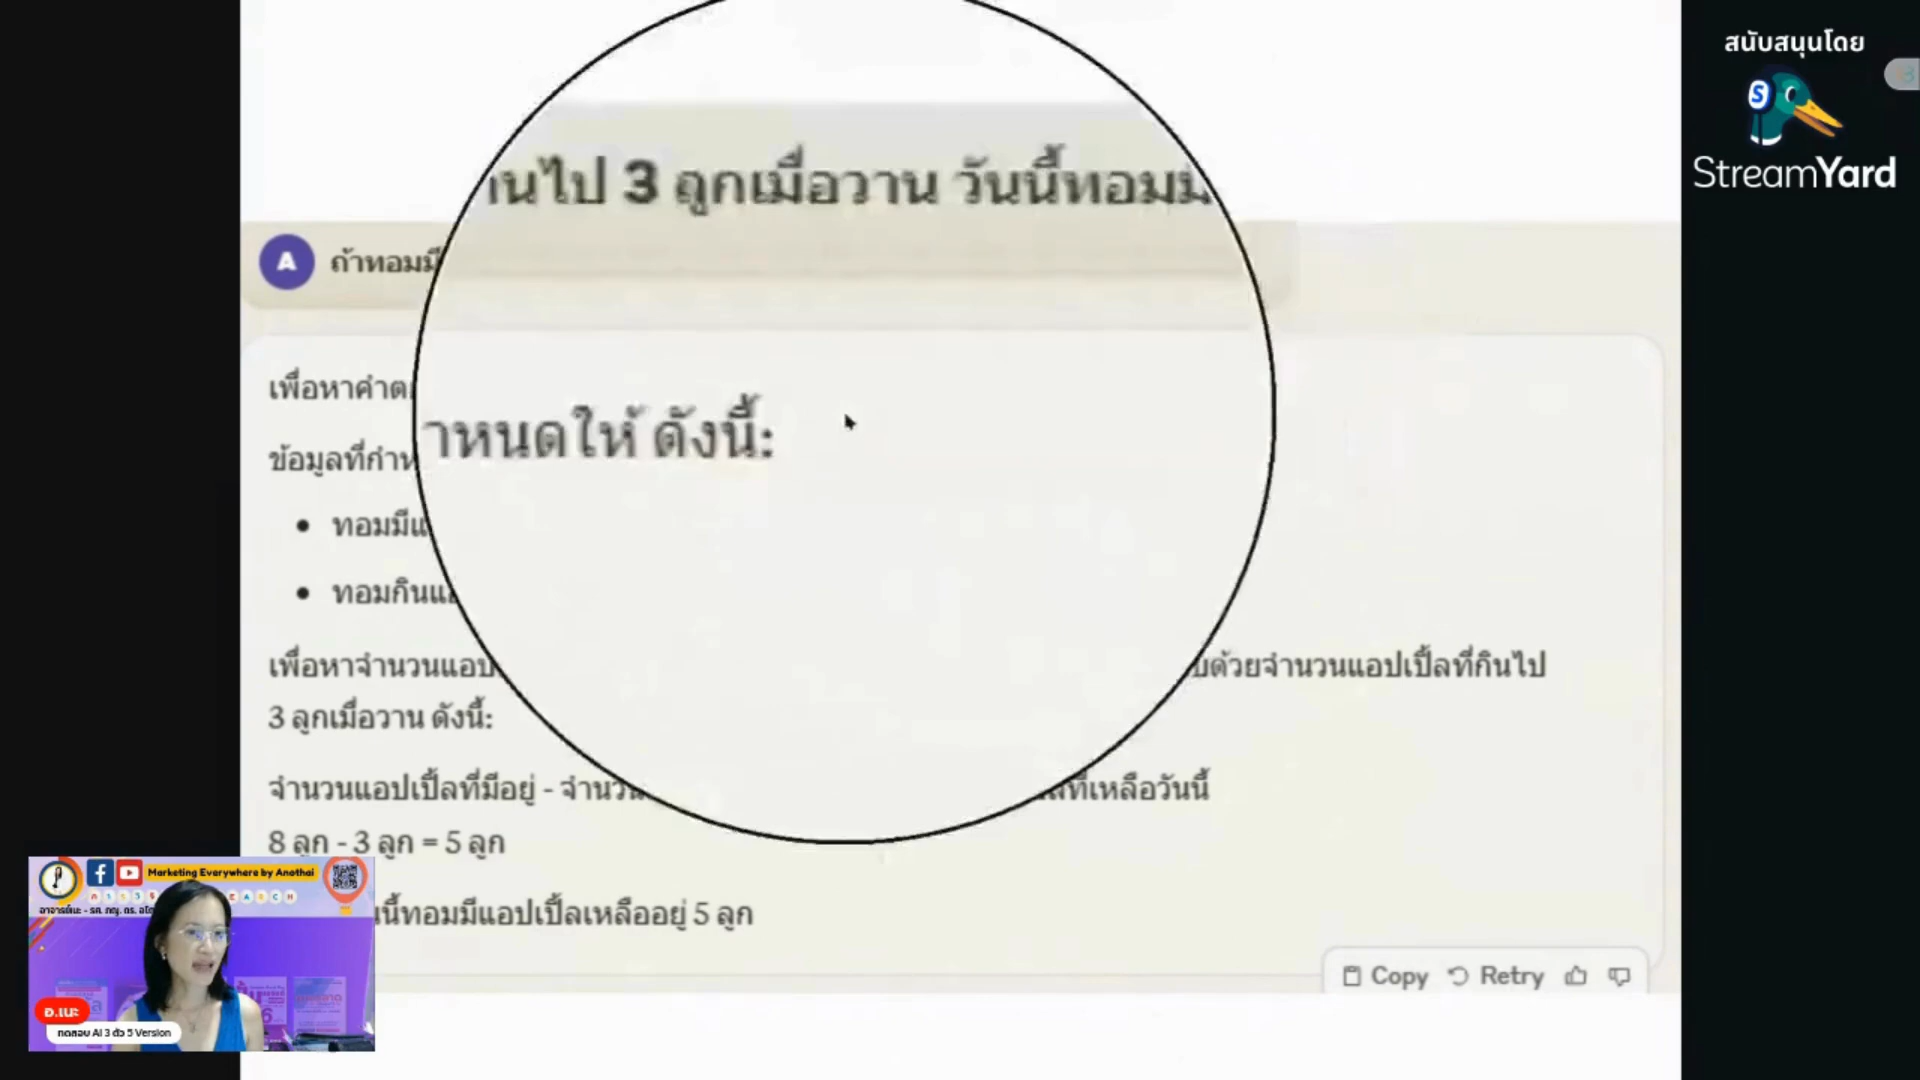 สนับสนุนโดย
StreamYard
นไป 3 ลูกเมื่อวาน วันนี้ทอม
A ถ้าทอมมี
เพื่อหาคำต
าหนดให้ ดังนี้:
ข้อมูลที่กำห
• ทอมมีแ
• ทอมกินแ
เพื่อหาจำนวนแอป ด้วยจำนวนแอปเปิ้ลที่กินไป
3 ลูกเมื่อวาน ดังนี้:
จำนวนแอปเปิ้ลที่มีอยู่ - จำนว ที่เหลือวันนี้
8 ลูก - 3 ลูก = 5 ลูก
นี้ทอมมีแอปเปิ้ลเหลืออยู่ 5 ลูก
Copy Retry
Marketing Everywhere by Anothai
อ.เนะ
ทดสอบ AI 3 ตัว 5 Version